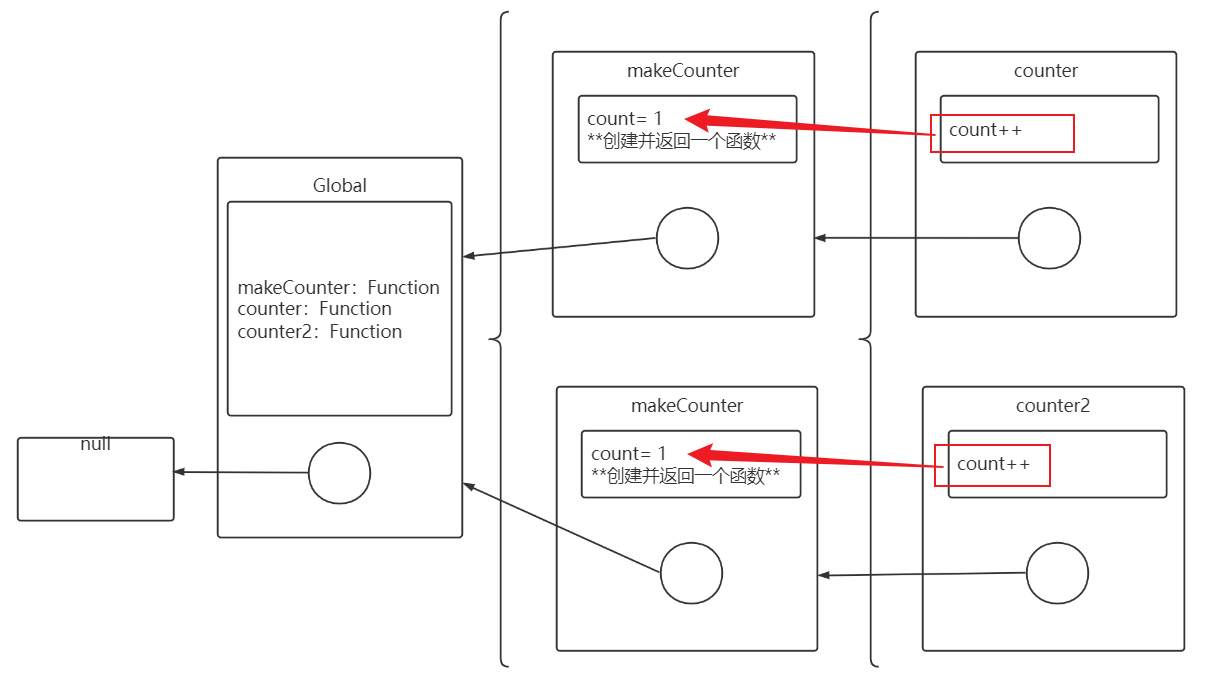 null
Global
makeCounter：Function
counter：Function
counter2：Function
makeCounter
count= 1
**创建并返回一个函数**
counter
count++
makeCounter
count= 1
**创建并返回一个函数**
counter2
count++